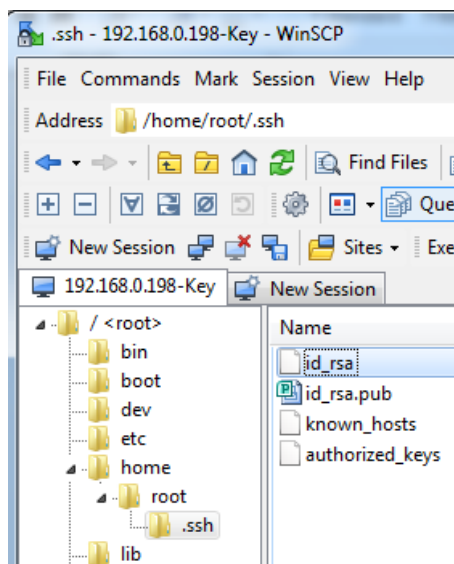 .ssh - 192.168.0.198-Key - WinSCP
File Commands Mark Session View Help
Address /home/root/.ssh
Find Files
Que
New Session Sites Exe
192.168.0.198-Key New Session
/ <root>
bin
boot
dev
etc
home
root
.ssh
lib
Name
id_rsa
id_rsa.pub
known_hosts
authorized_keys